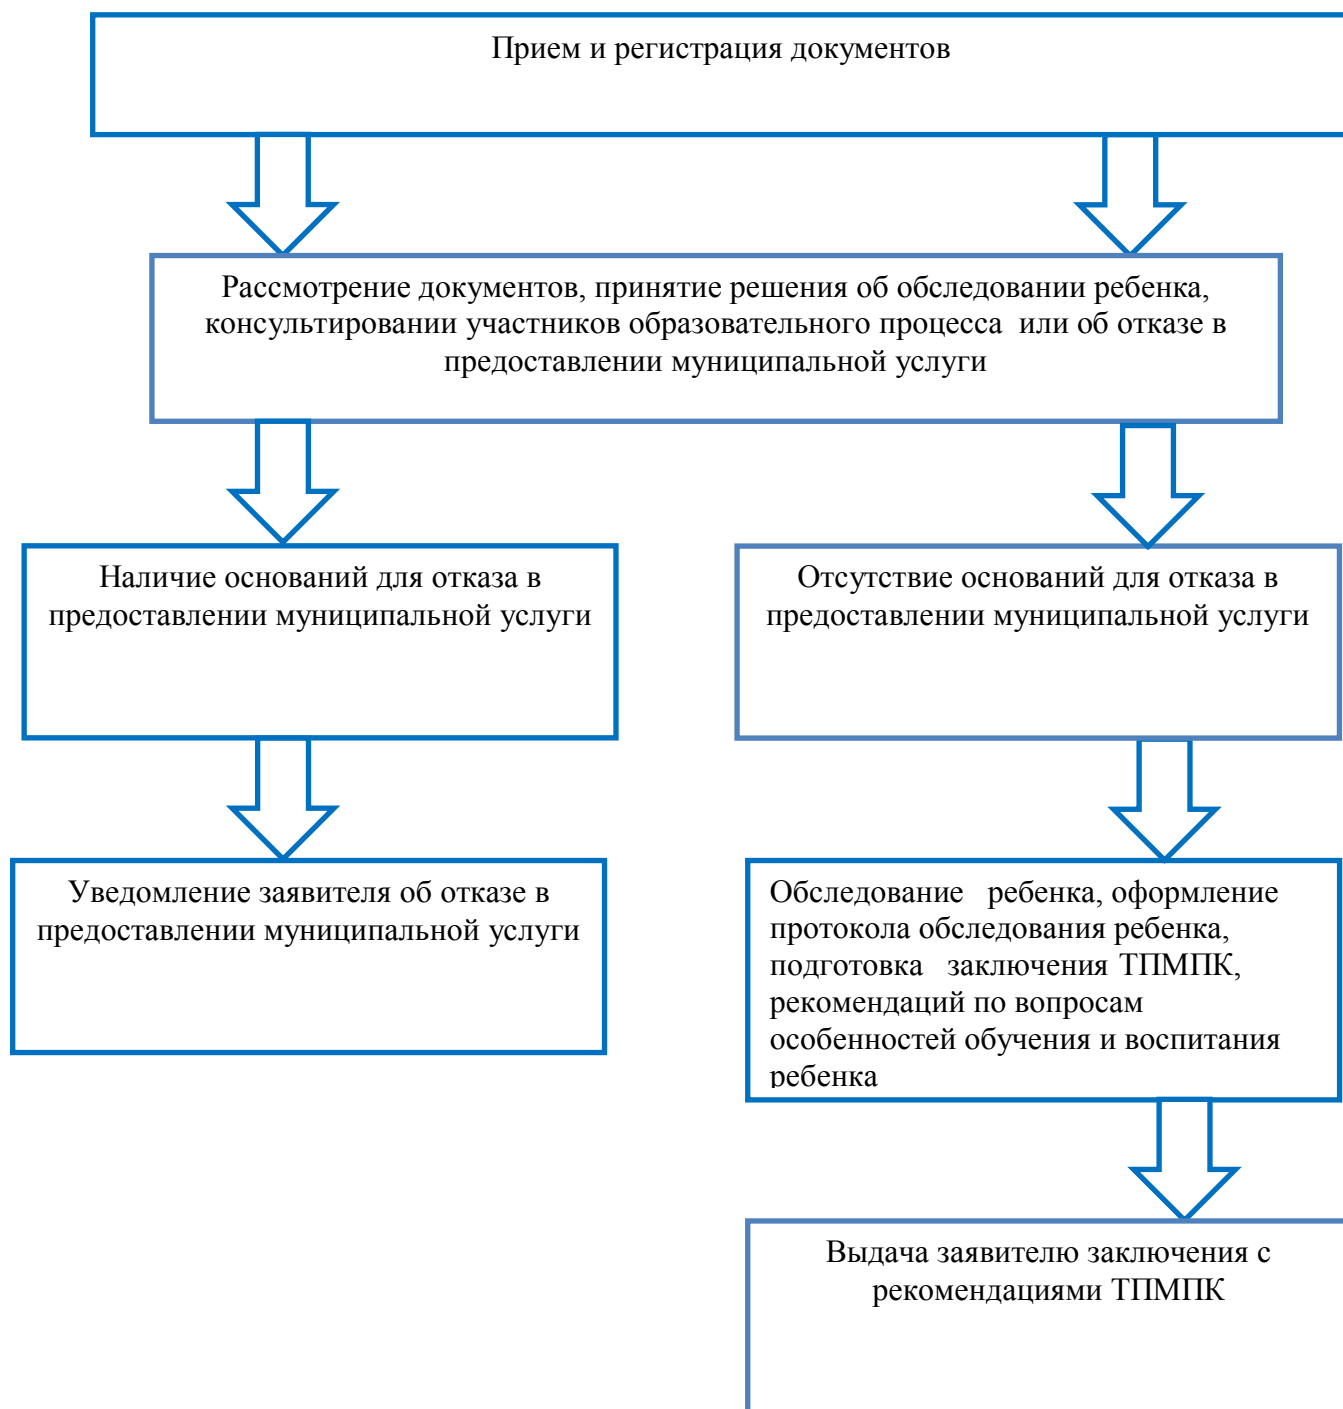 Прием и регистрация документов
Рассмотрение документов, принятие решения об обследовании ребенка,
консультировании участников образовательного процесса или об отказе в
предоставлении муниципальной услуги
Наличие оснований для отказа в
предоставлении муниципальной услуги
Отсутствие оснований для отказа в
предоставлении муниципальной услуги
Уведомление заявителя об отказе в
предоставлении муниципальной услуги
Обследование ребенка, оформление
протокола обследования ребенка,
подготовка заключения ТПМПК,
рекомендаций по вопросам
особенностей обучения и воспитания
ребенка
Выдача заявителю заключения с
рекомендациями ТПМПК